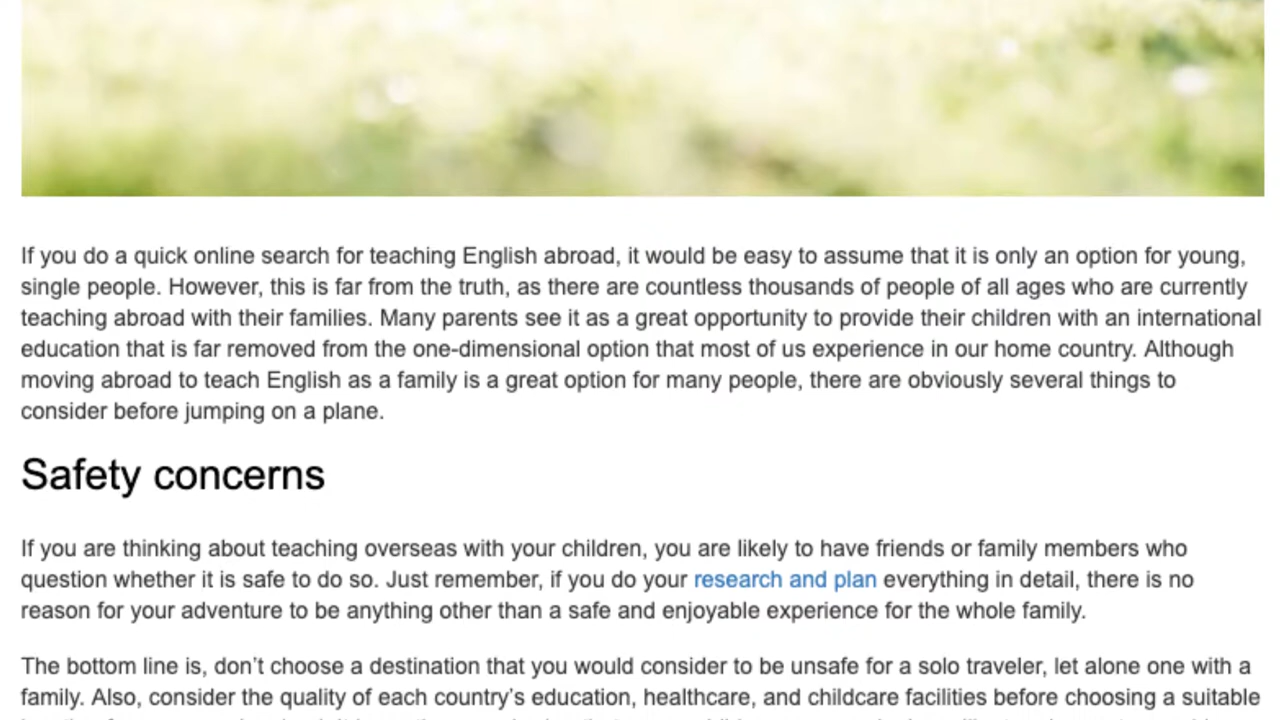 If you do a quick online search for teaching English abroad, it would be easy to assume that it is only an option for young,
single people. However, this is far from the truth, as there are countless thousands of people of all ages who are currently
teaching abroad with their families. Many parents see it as a great opportunity to provide their children with an international
education that is far removed from the one-dimensional option that most of us experience in our home country. Although
moving abroad to teach English as a family is a great option for many people, there are obviously several things to
consider before jumping on a plane.
Safety concerns
If you are thinking about teaching overseas with your children, you are likely to have friends or family members who
question whether it is safe to do so. Just remember, if you do your research and plan everything in detail, there is no
reason for your adventure to be anything other than a safe and enjoyable experience for the whole family.
The bottom line is, don’t choose a destination that you would consider to be unsafe for a solo traveler, let alone one with a
family. Also, consider the quality of each country’s education, healthcare, and childcare facilities before choosing a suitable